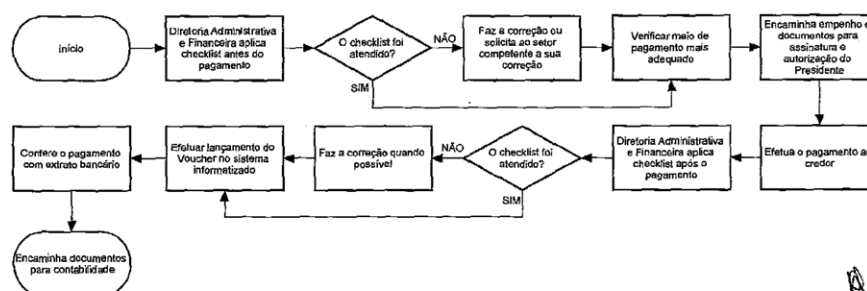 Início
Diretoria Administrativa
e Financeira aplica
checklist antes do
pagamento
O checklist foi
atendido?
NÃO
SIM
Faz a correção ou
solicita ao setor
competente a sua
correção
Verificar meio de
pagamento mais
adequado
Encaminha empenho e
documentos para
assinatura e
autorização do
Presidente
Efetua o pagamento a
credor
Diretoria Administrativa
e Financeira aplica
checklist após o
pagamento
O checklist foi
atendido?
NÃO
SIM
Faz a correção quando
possível
Efetuar lançamento do
Voucher no sistema
informatizado
Confere o pagamento
com extrato bancário
Encaminha documentos
para contabilidade